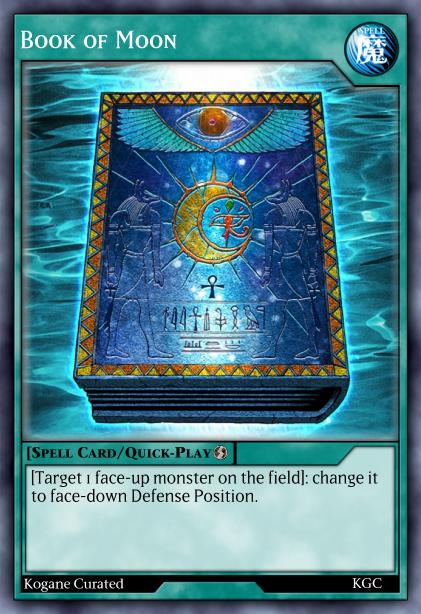 Book of Moon
SPELL
魔
[Spell Card/Quick-Play
[Target 1 face-up monster on the field]: change it
to face-down Defense Position.
Kogane Curated
KGC